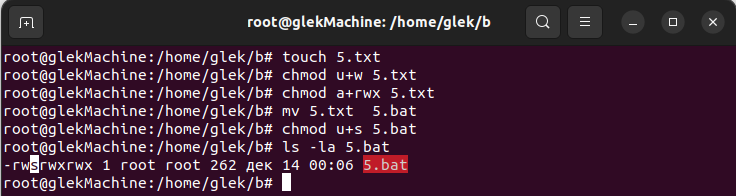 root@glekMachine: /home/glek/b
root@glekMachine:/home/glek/b# touch 5.txt
root@glekMachine:/home/glek/b# chmod u+w 5.txt
root@glekMachine:/home/glek/b# chmod a+rwx 5.txt
root@glekMachine:/home/glek/b# mv 5.txt  5.bat
root@glekMachine:/home/glek/b# chmod u+s 5.bat
root@glekMachine:/home/glek/b# ls -la 5.bat
-rwsrwxrwx 1 root root 262 дек 14 00:06 5.bat
root@glekMachine:/home/glek/b#